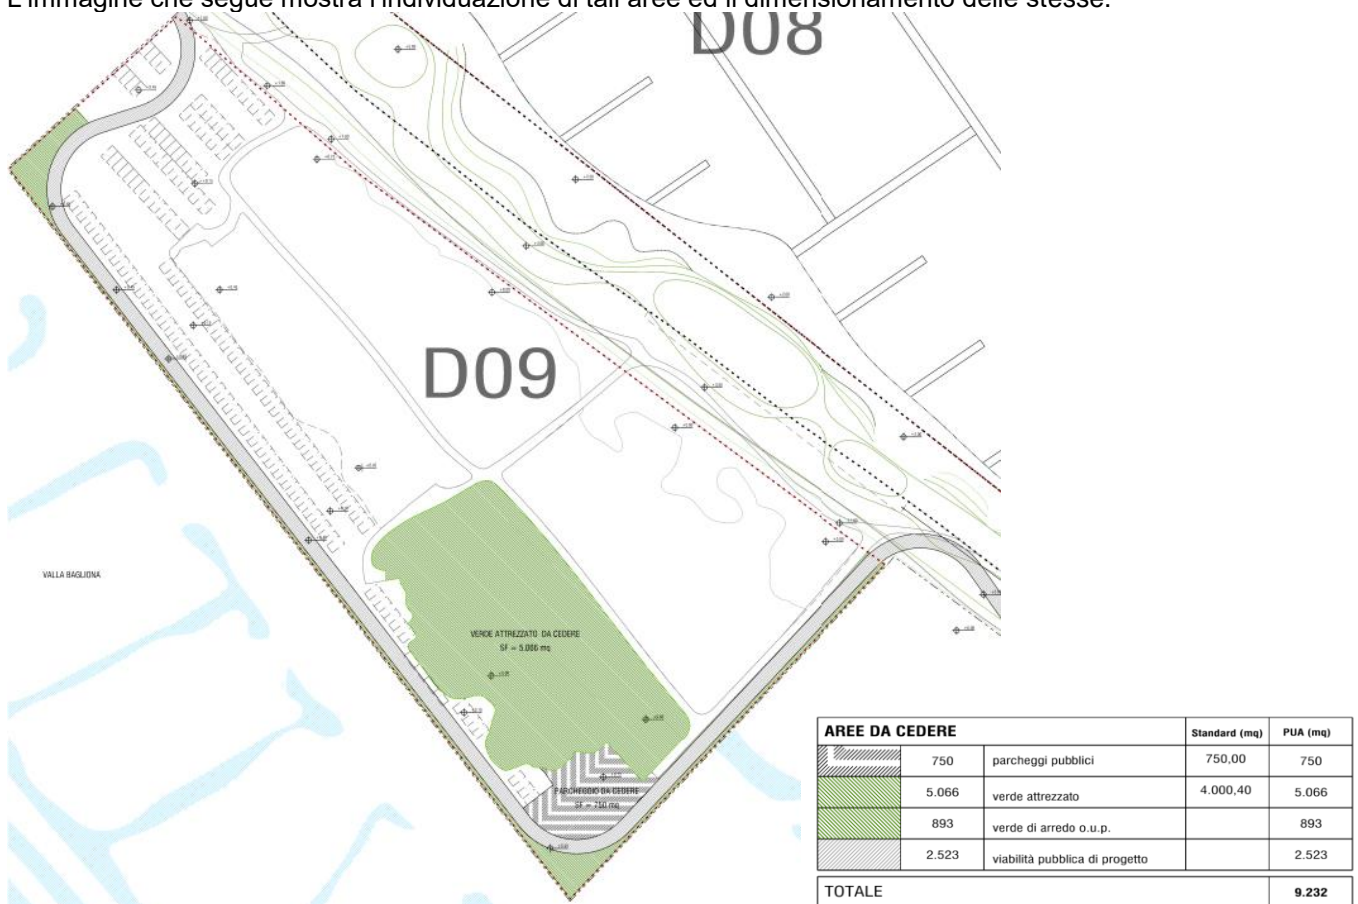 L'immagine che segue mostra l'individuazione di tali aree ed il dimensionamento delle stesse.
D08
D09
VALLA BAGLIONA
VERDE ATTREZZATO DA CEDERE
SF = 5.066 mq
PARCHEGGIO DA CEDERE
SF = 750 mq
AREE DA CEDERE Standard (mq) PUA (mq)
750 parcheggi pubblici 750,00 750
5.066 verde attrezzato 4.000,40 5.066
893 verde di arredo o.u.p. 893
2.523 viabilità pubblica di progetto 2.523
TOTALE 9.232